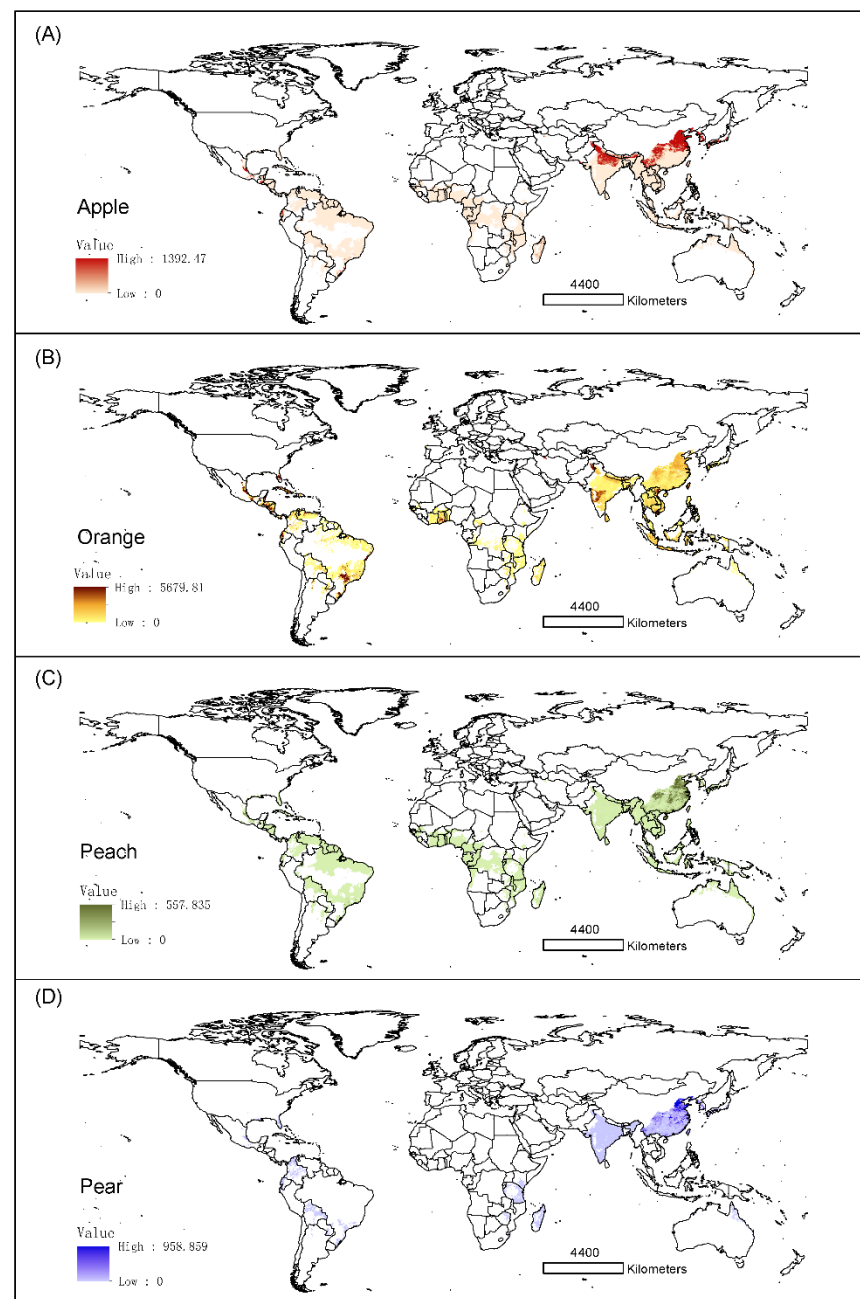 (A)
Apple
Value
High : 1392.47
Low : 0
4400
Kilometers
(B)
Orange
Value
High : 5679.81
Low : 0
4400
Kilometers
(C)
Peach
Value
High : 557.835
Low : 0
4400
Kilometers
(D)
Pear
Value
High : 958.859
Low : 0
4400
Kilometers